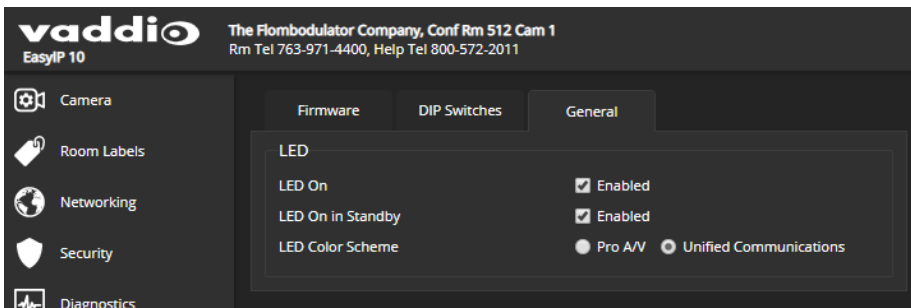 vaddio
The Flombodulator Company, Conf Rm 512 Cam 1
EasyIP 10
Rm Tel 763-971-4400, Help Tel 800-572-2011
Camera
Room Labels
Networking
Security
Diagnostics
Firmware
DIP Switches
General
LED
LED On
Enabled
LED On in Standby
Enabled
LED Color Scheme
Pro A/V
Unified Communications